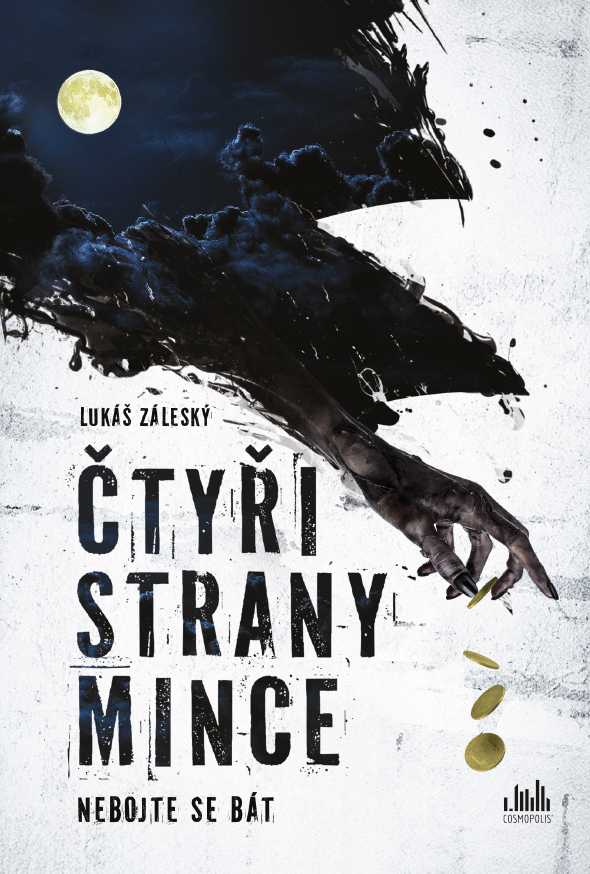 LUKÁŠ ZÁLESKÝ
ČTYŘI
STRANY
MINCE
NEBOJTE SE BÁT
COSMOPOLIS®